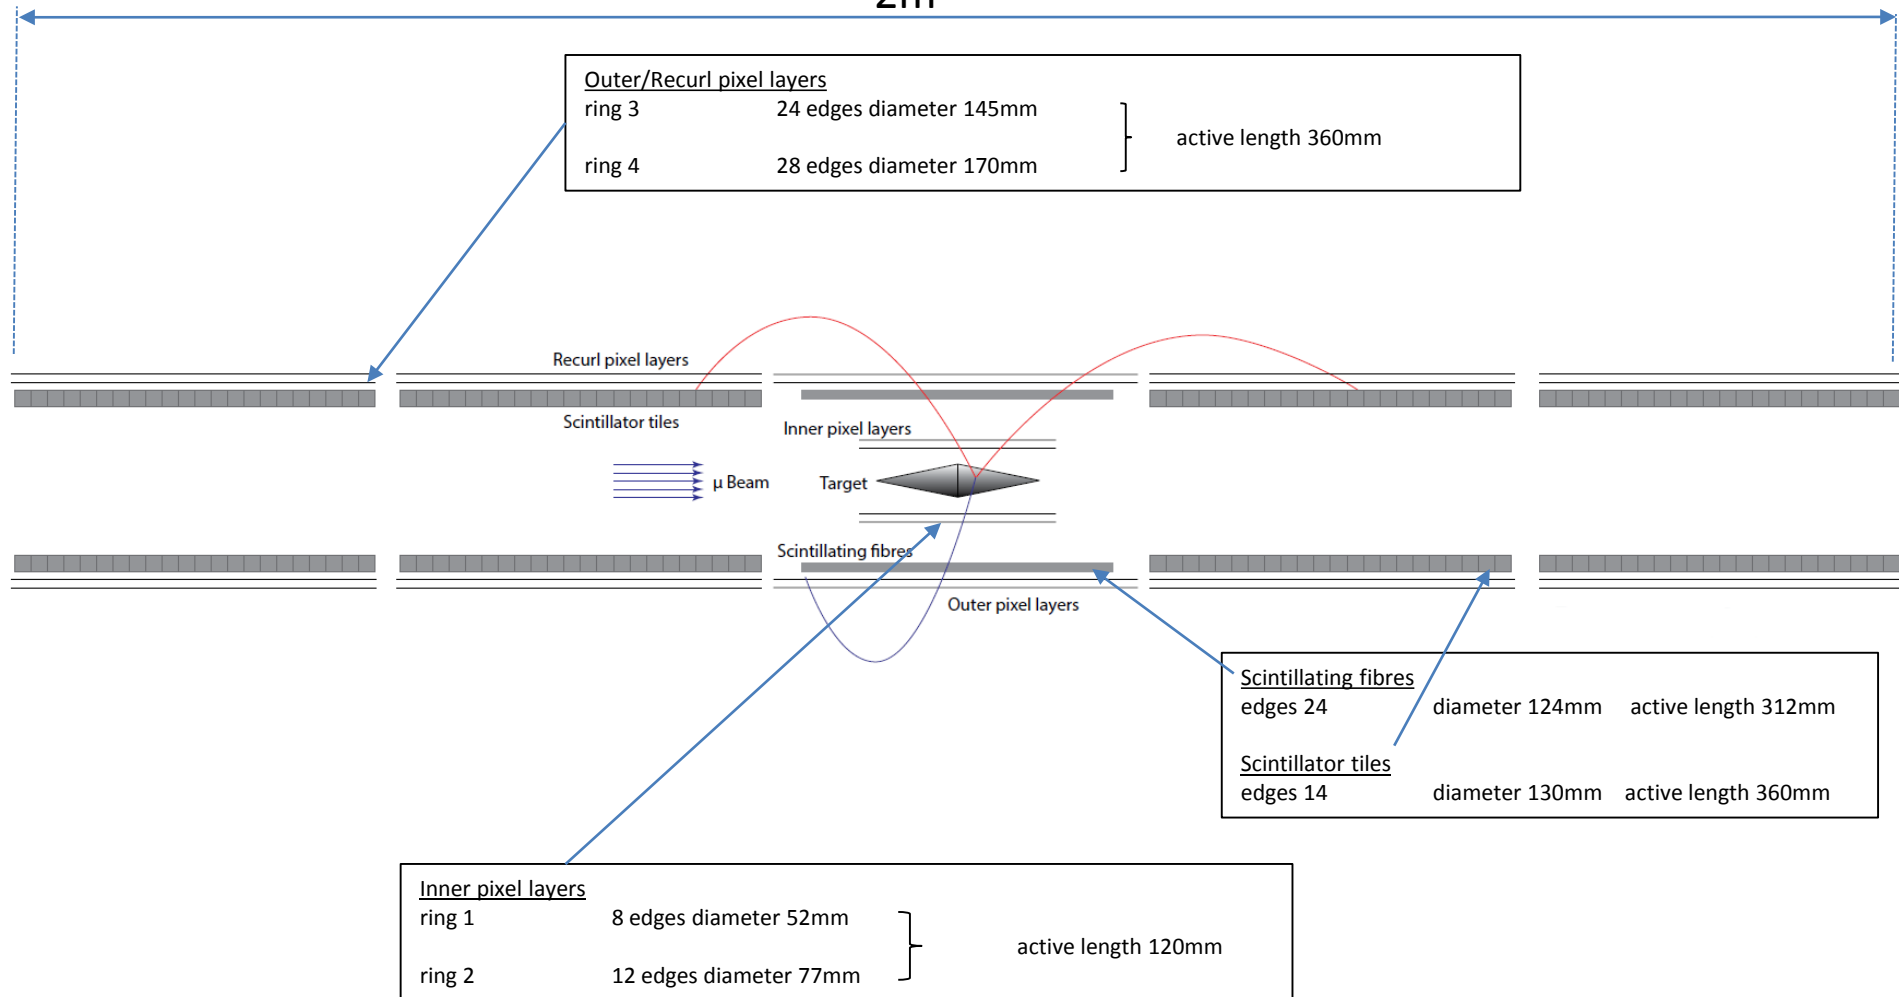 2m
Outer/Recurl pixel layers
ring 3 24 edges diameter 145mm
active length 360mm
ring 4 28 edges diameter 170mm
Recurl pixel layers
Scintillator tiles
Inner pixel layers
μ Beam
Target
Scintillating fibres
Outer pixel layers
Scintillating fibres
edges 24 diameter 124mm active length 312mm
Scintillator tiles
edges 14 diameter 130mm active length 360mm
Inner pixel layers
ring 1 8 edges diameter 52mm
active length 120mm
ring 2 12 edges diameter 77mm